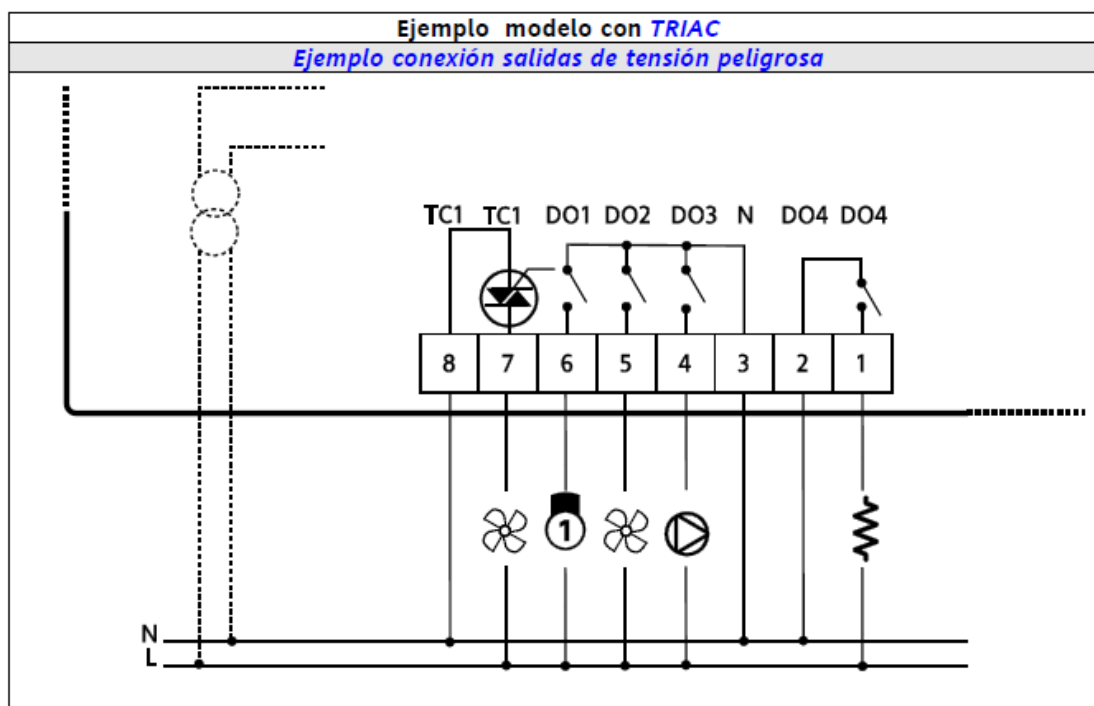 Ejemplo modelo con TRIAC
Ejemplo conexión salidas de tensión peligrosa
TC1 TC1 DO1 DO2 DO3 N DO4 DO4
8 7 6 5 4 3 2 1
1
N
L